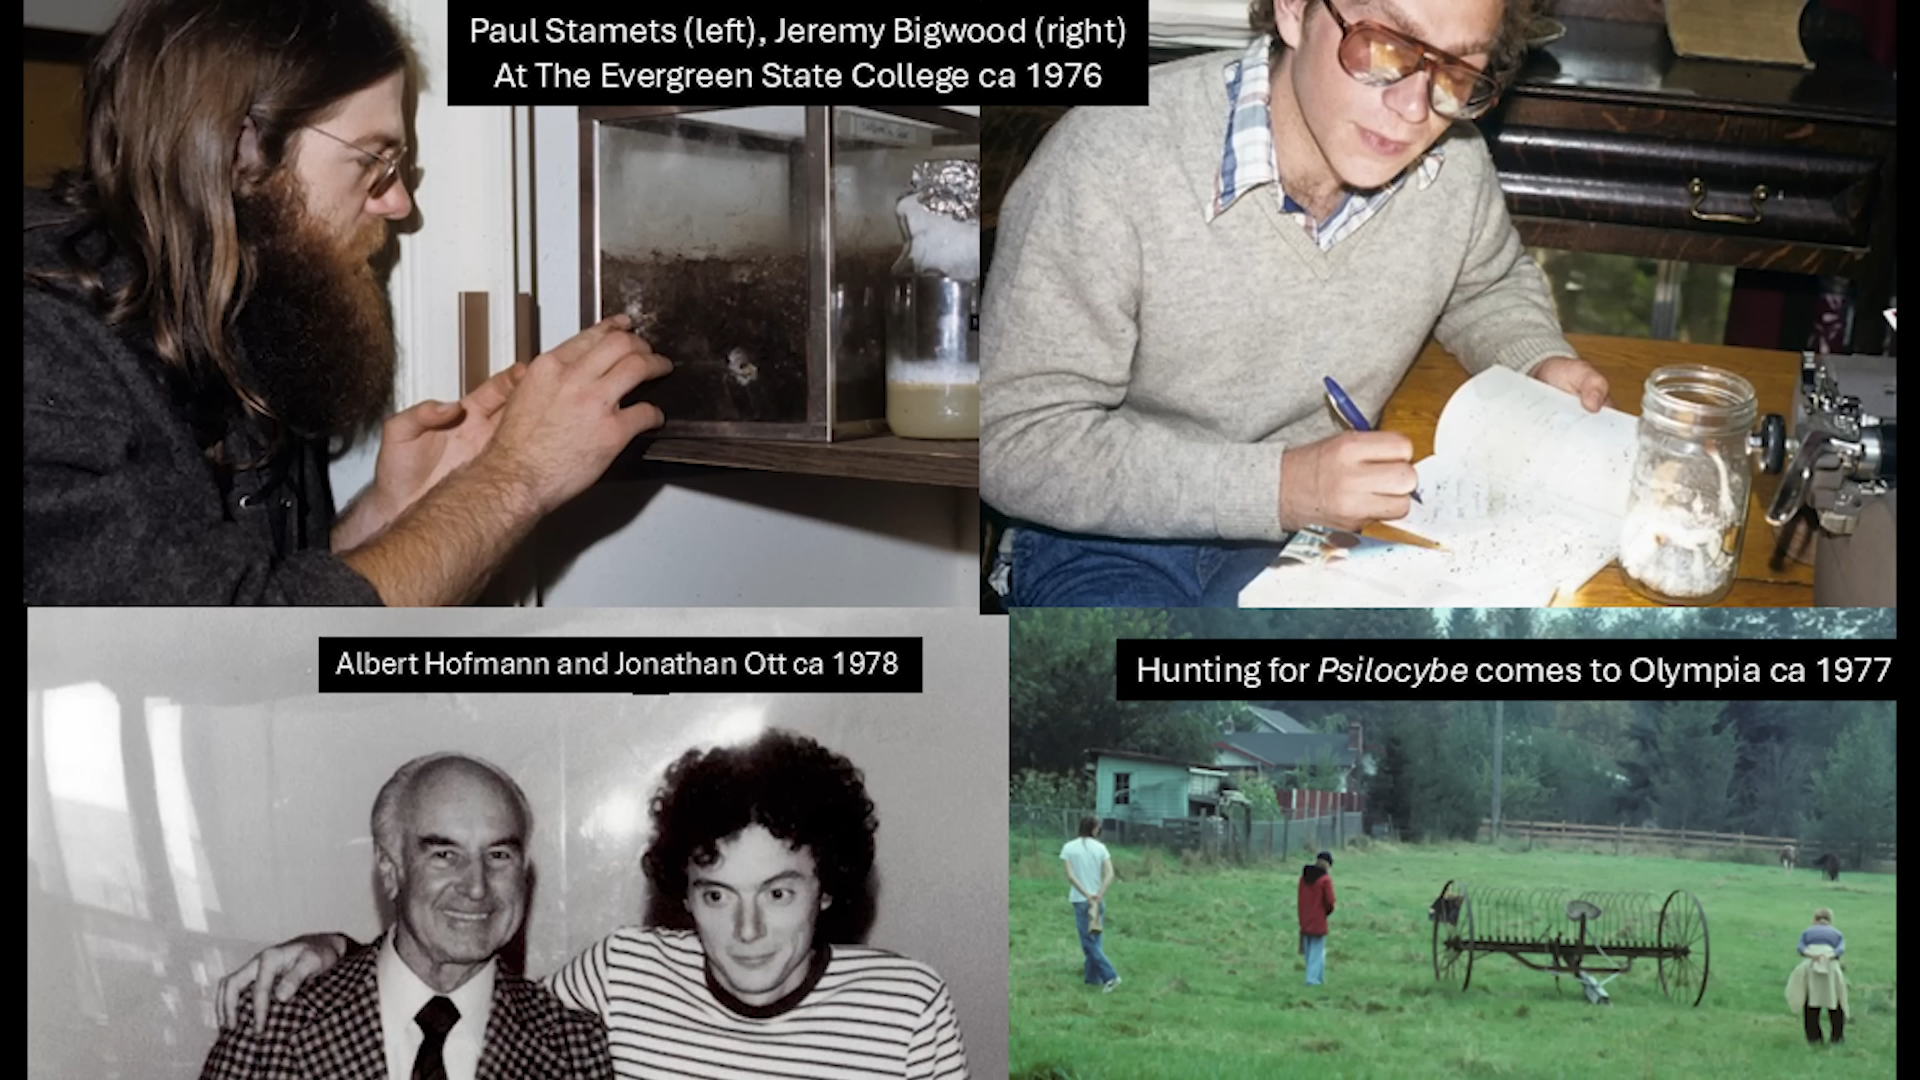 Paul Stamets (left), Jeremy Bigwood (right)
At The Evergreen State College ca 1976
Albert Hofmann and Jonathan Ott ca 1978
Hunting for Psilocybe comes to Olympia ca 1977